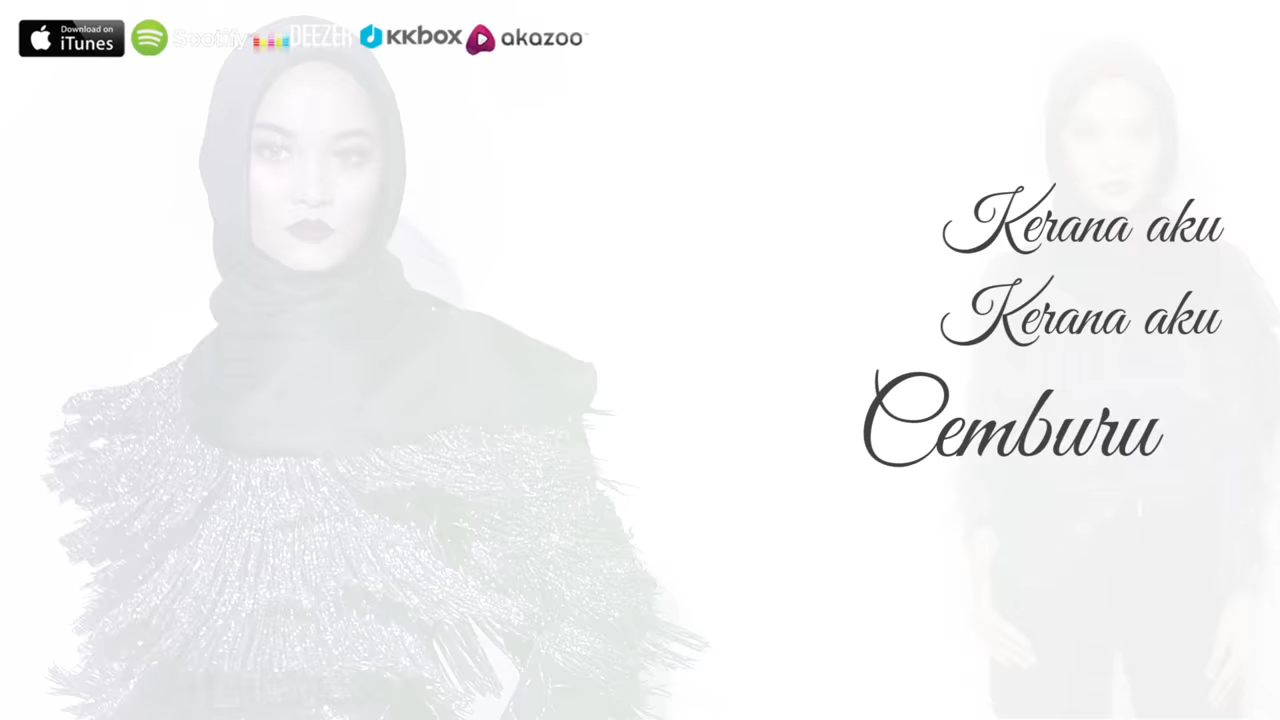 Download on
iTunes
Spotify
DEEZER
KKBOX
akazoo
Kerana aku
Kerana aku
Cemburu